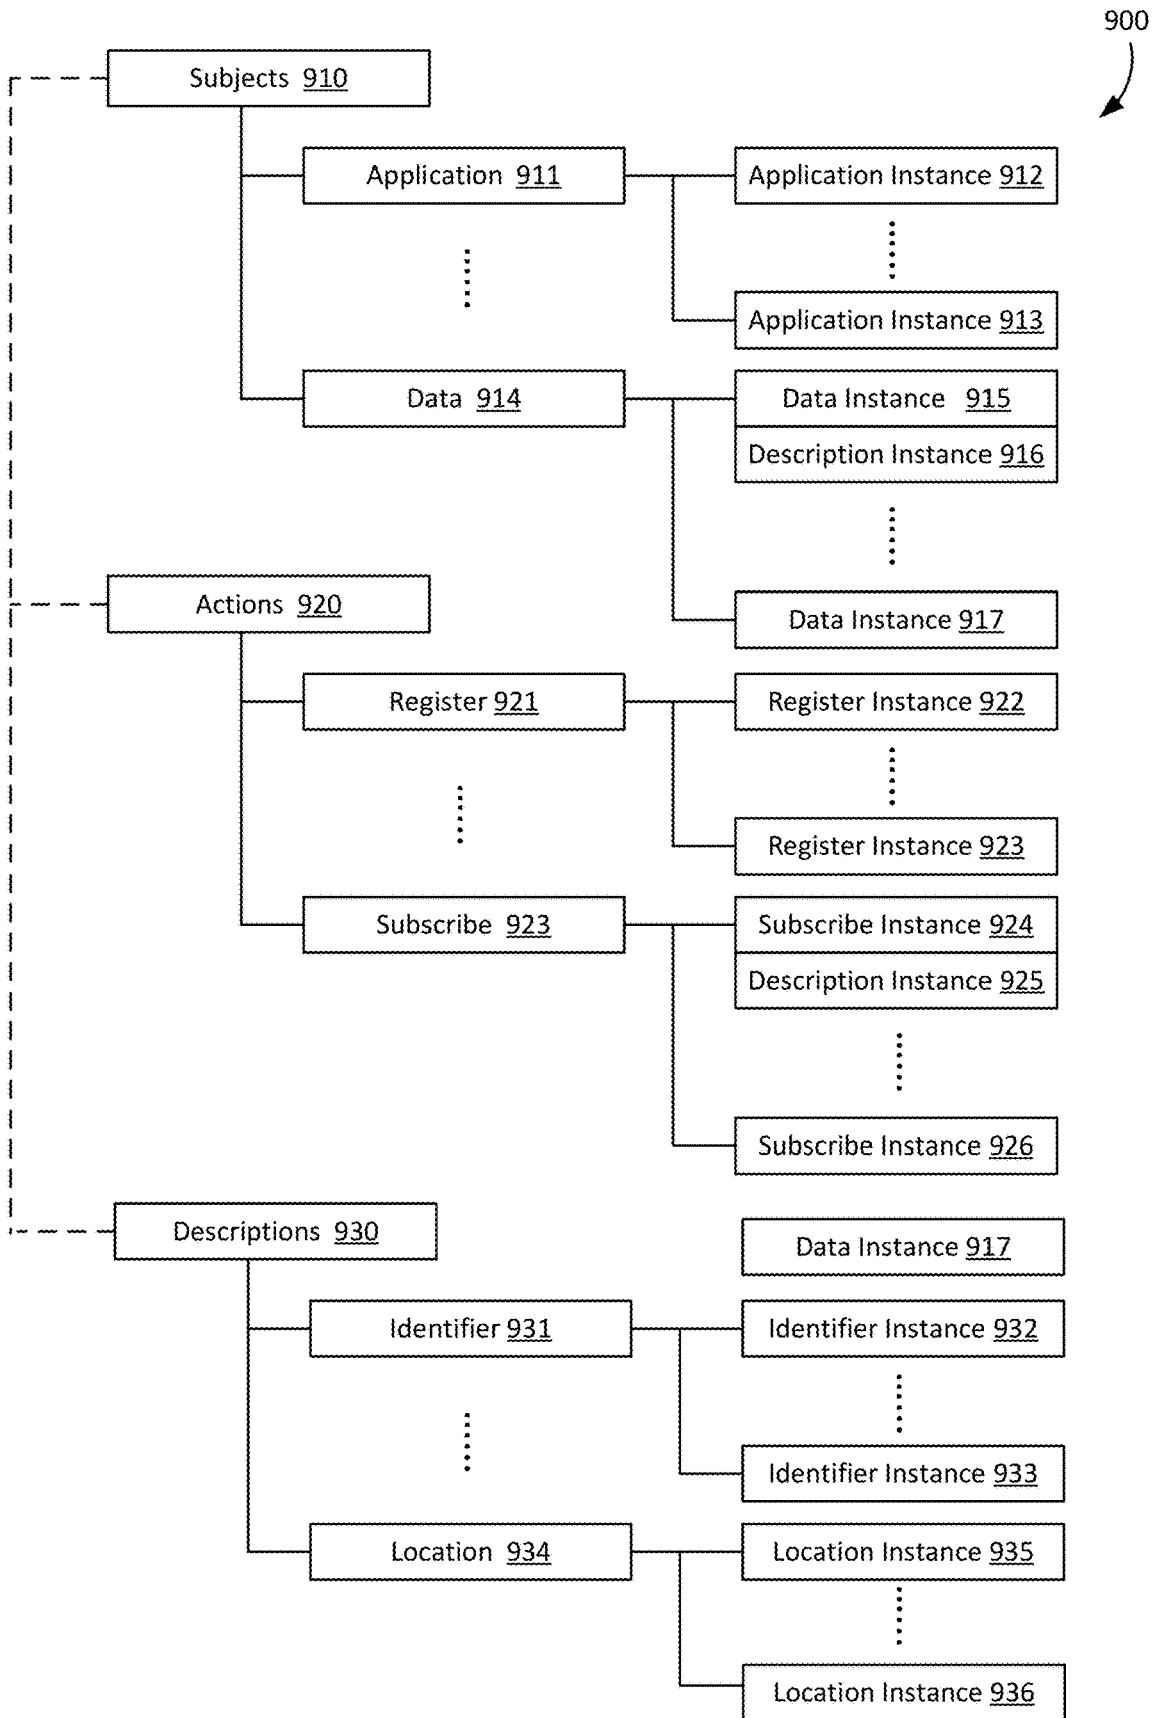 900
Subjects 910
Application 911
Application Instance 912
Application Instance 913
Data 914
Data Instance 915
Description Instance 916
Data Instance 917
Actions 920
Register 921
Register Instance 922
Register Instance 923
Subscribe 923
Subscribe Instance 924
Description Instance 925
Subscribe Instance 926
Descriptions 930
Data Instance 917
Identifier 931
Identifier Instance 932
Identifier Instance 933
Location 934
Location Instance 935
Location Instance 936